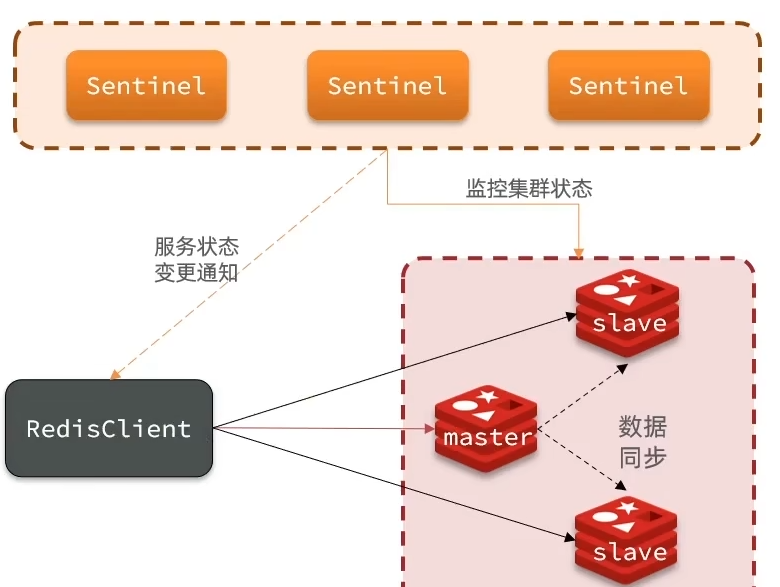 Sentinel
Sentinel
Sentinel
监控集群状态
服务状态
变更通知
slave
RedisClient
master
数据
同步
slave